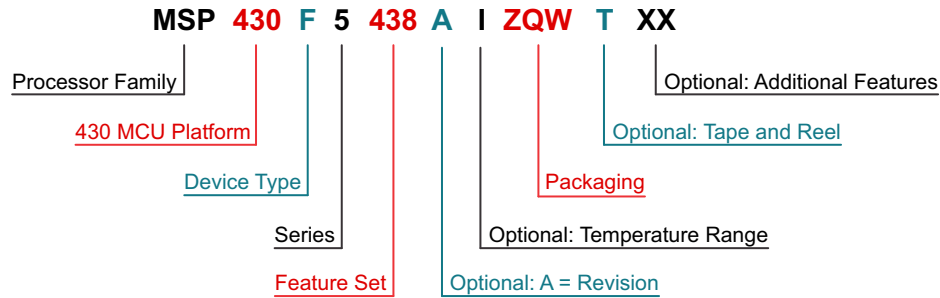 MSP 430 F 5 438 A I ZQW T XX
Processor Family
Optional: Additional Features
430 MCU Platform
Optional: Tape and Reel
Device Type
Packaging
Series
Optional: Temperature Range
Feature Set
Optional: A = Revision